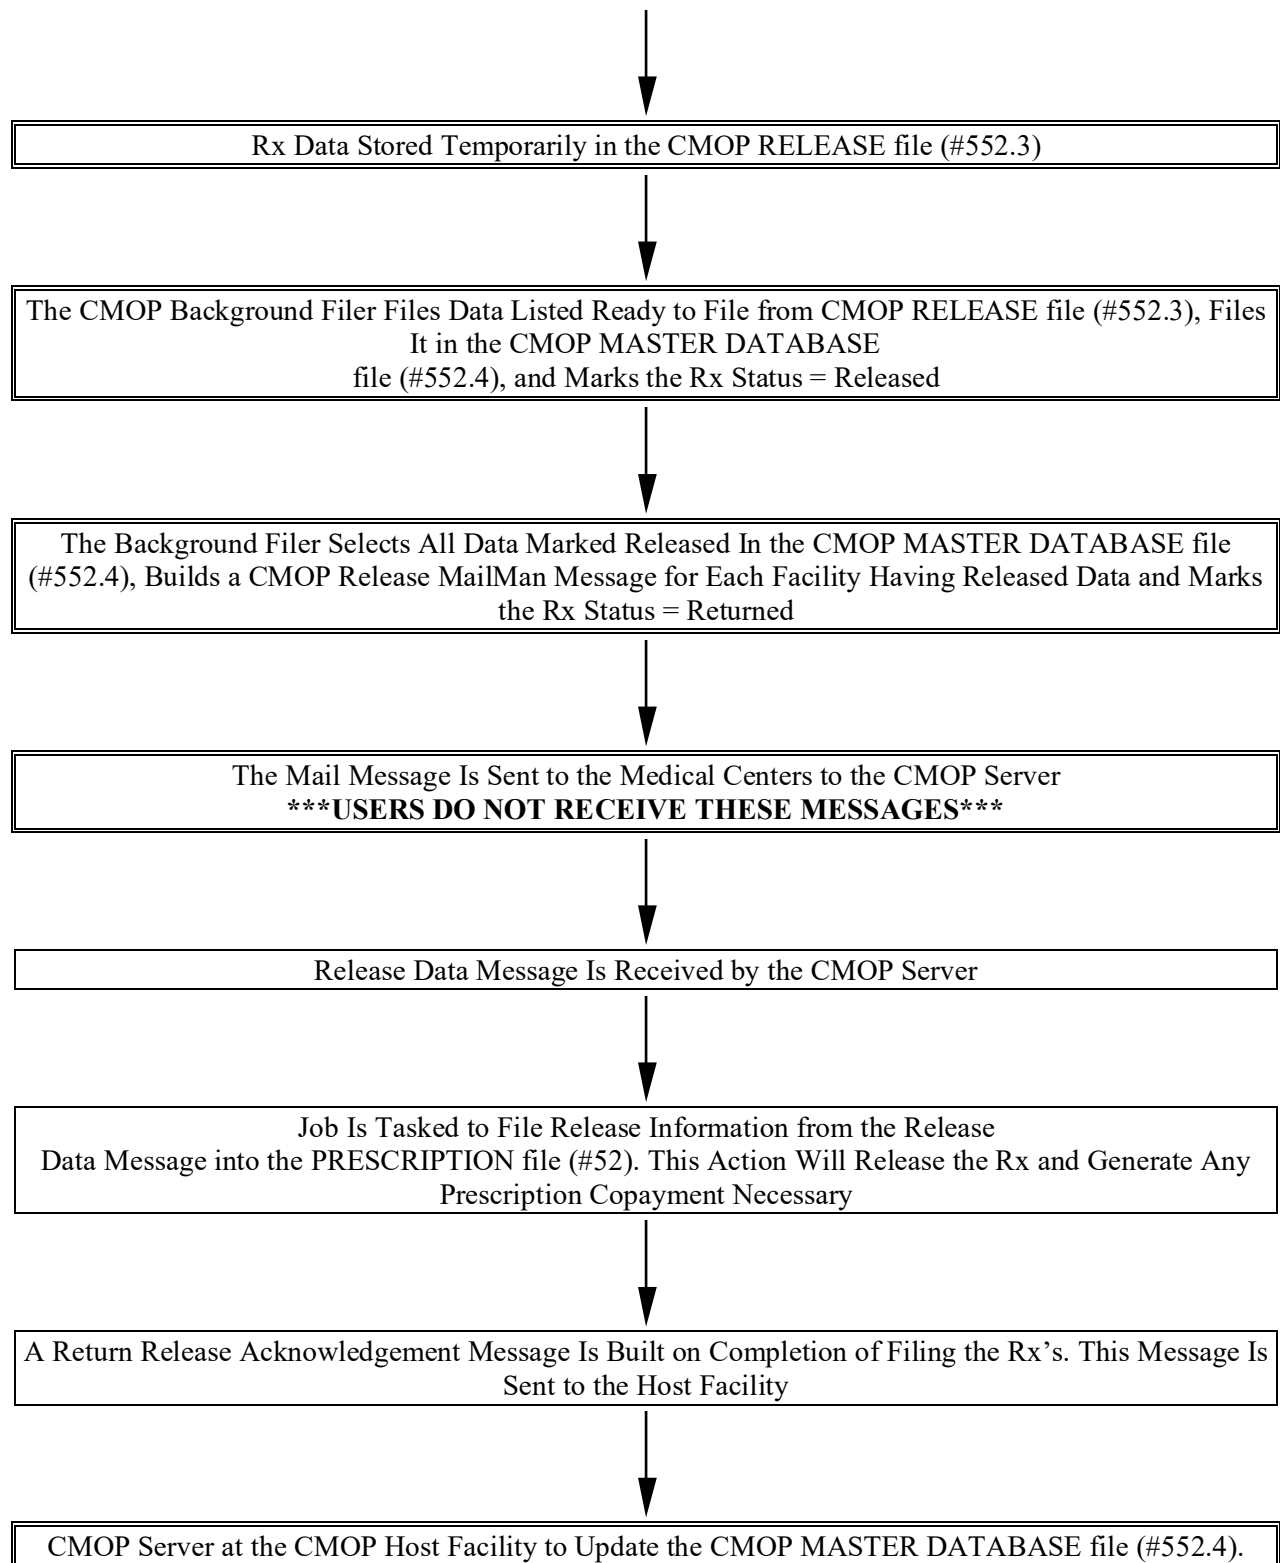 Rx Data Stored Temporarily in the CMOP RELEASE file (#552.3)
The CMOP Background Filer Files Data Listed Ready to File from CMOP RELEASE file (#552.3), Files
It in the CMOP MASTER DATABASE
file (#552.4), and Marks the Rx Status = Released
The Background Filer Selects All Data Marked Released In the CMOP MASTER DATABASE file
(#552.4), Builds a CMOP Release MailMan Message for Each Facility Having Released Data and Marks
the Rx Status = Returned
The Mail Message Is Sent to the Medical Centers to the CMOP Server
***USERS DO NOT RECEIVE THESE MESSAGES***
Release Data Message Is Received by the CMOP Server
Job Is Tasked to File Release Information from the Release
Data Message into the PRESCRIPTION file (#52). This Action Will Release the Rx and Generate Any
Prescription Copayment Necessary
A Return Release Acknowledgement Message Is Built on Completion of Filing the Rx's. This Message Is
Sent to the Host Facility
CMOP Server at the CMOP Host Facility to Update the CMOP MASTER DATABASE file (#552.4).